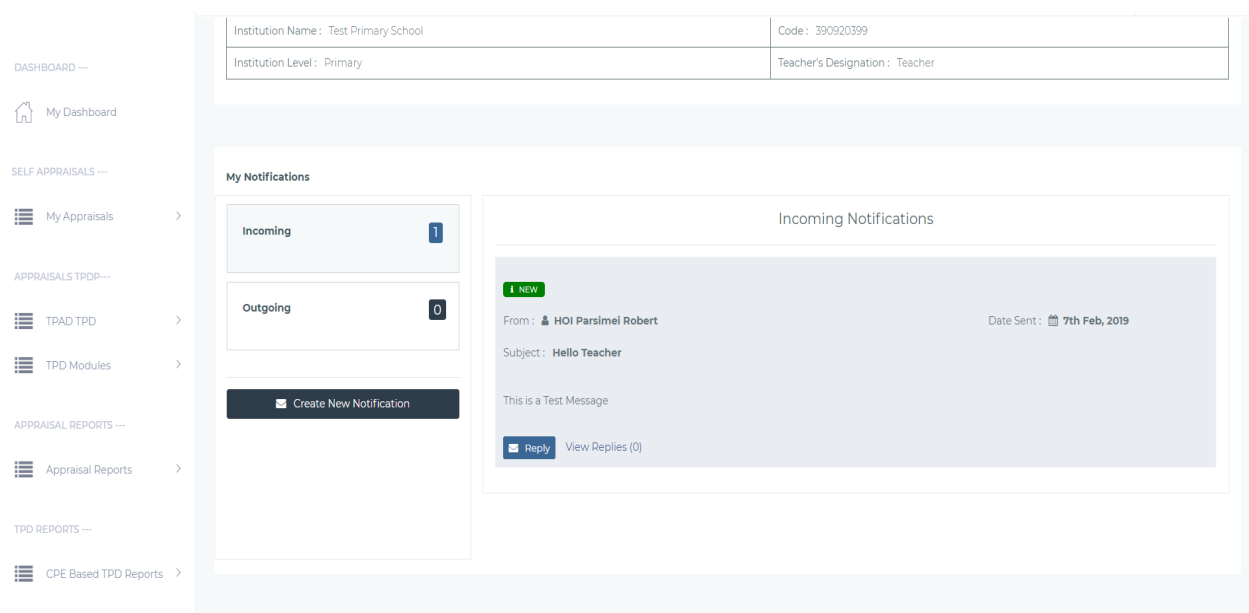 Institution Name : Test Primary School
Code : 390920399
Institution Level : Primary
Teacher's Designation : Teacher
DASHBOARD ---
My Dashboard
SELF APPRAISALS ---
My Appraisals
APPRAISALS TPDP---
TPAD TPD
TPD Modules
APPRAISAL REPORTS ---
Appraisal Reports
TPD REPORTS ---
CPE Based TPD Reports
My Notifications
Incoming 1
Outgoing 0
Create New Notification
Incoming Notifications
NEW
From : HOI Parsimei Robert
Date Sent : 7th Feb, 2019
Subject : Hello Teacher
This is a Test Message
Reply View Replies (0)